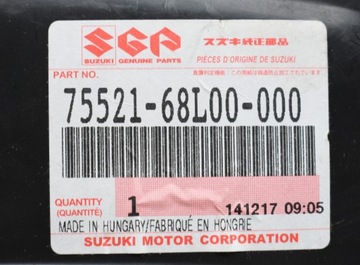 SGP
スズキ純正部品
SUZUKI GENUINE PARTS
PIÈCES D'ORIGINE DE SUZUKI
PART NO.
75521-68L00-000
QUANTITY
(QUANTITÉ)
1
141217 09:05
MADE IN HUNGARY/FABRIQUÉ EN HONGRIE
SUZUKI MOTOR CORPORATION